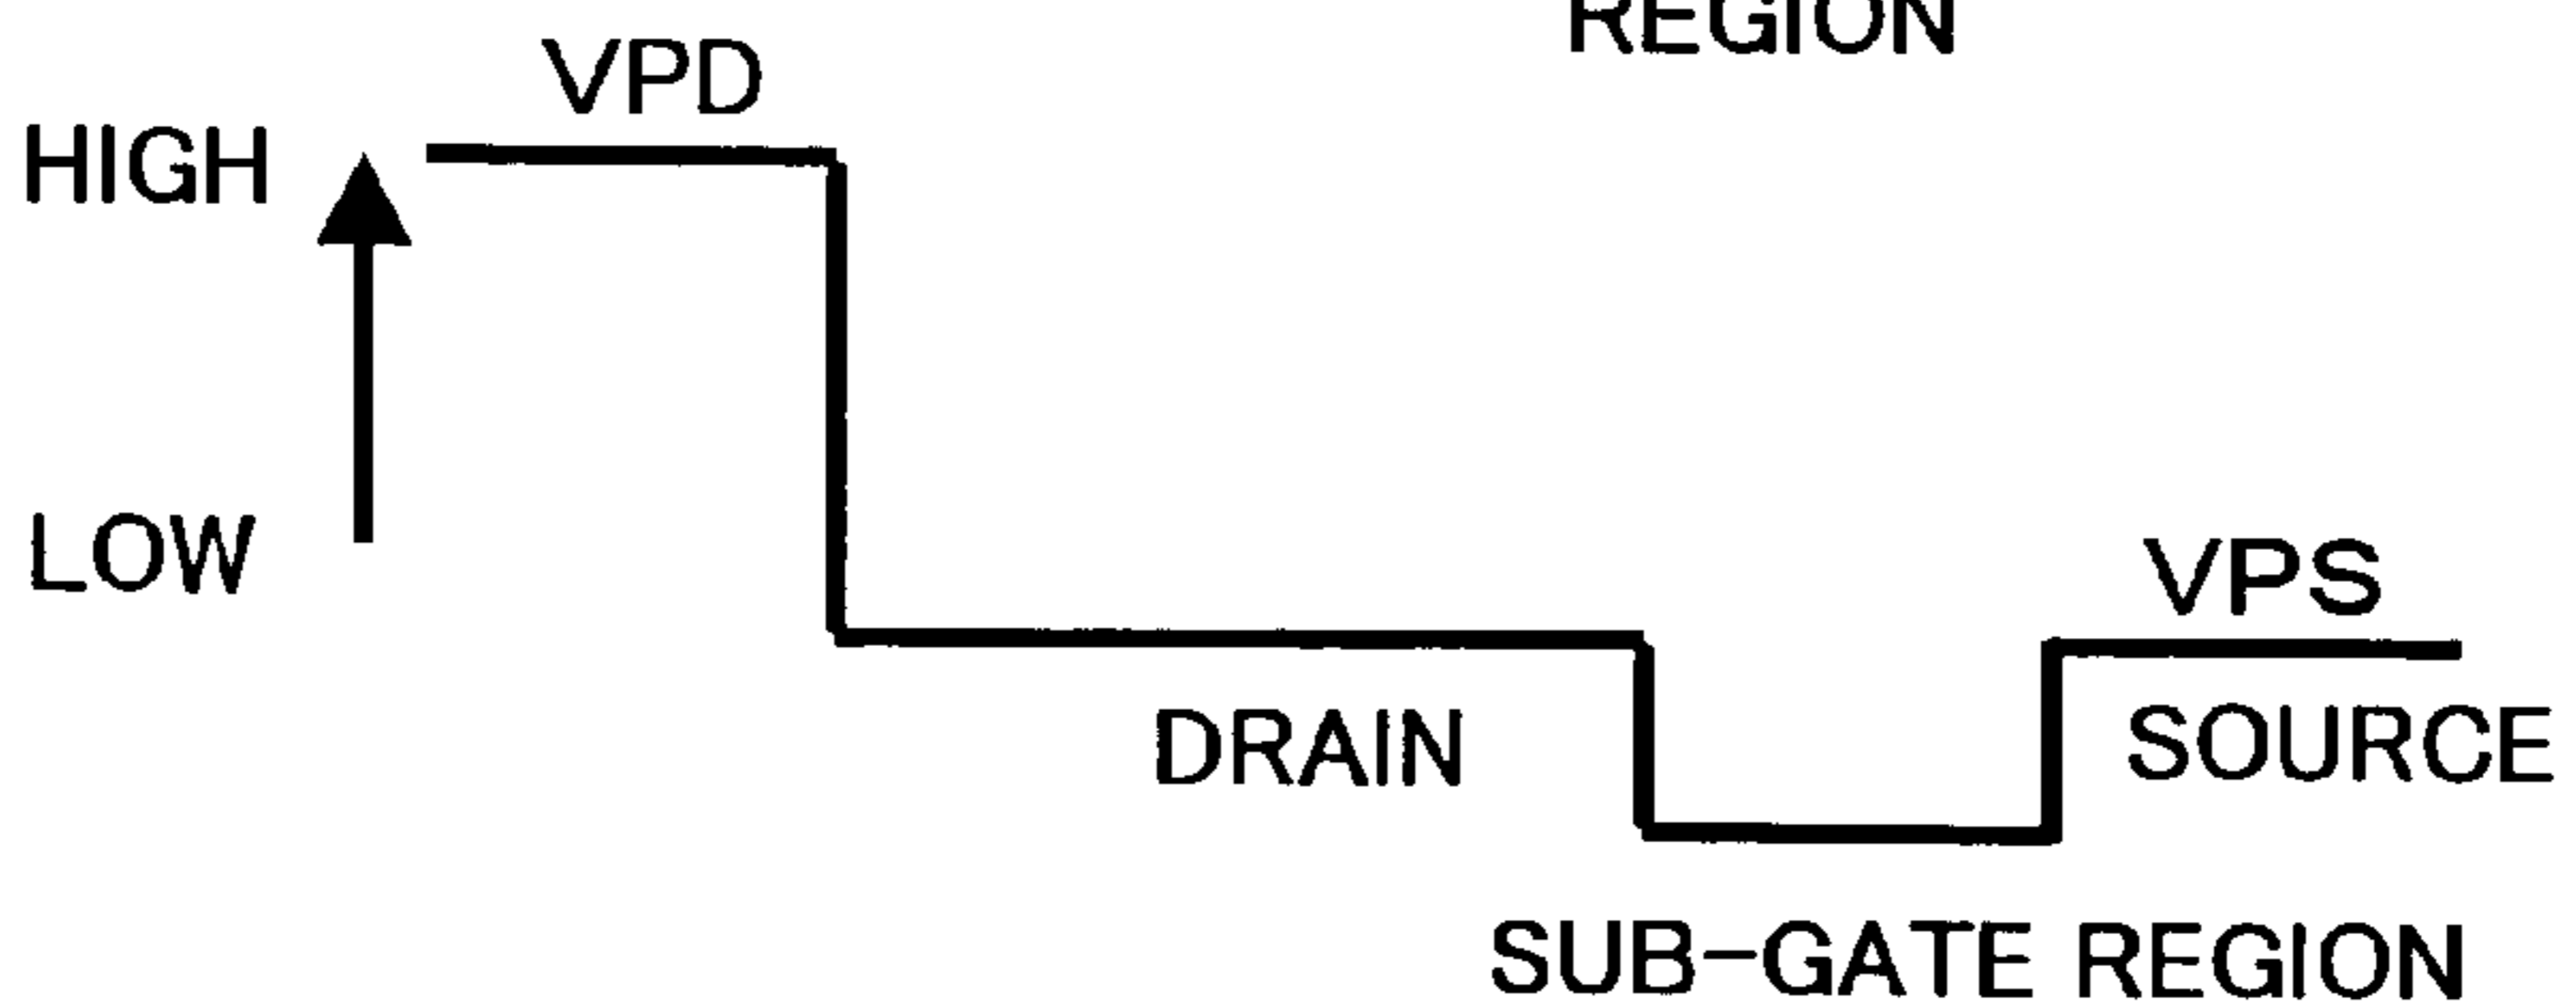 REGION
VPD
HIGH
LOW
VPS
DRAIN
SOURCE
SUB-GATE REGION